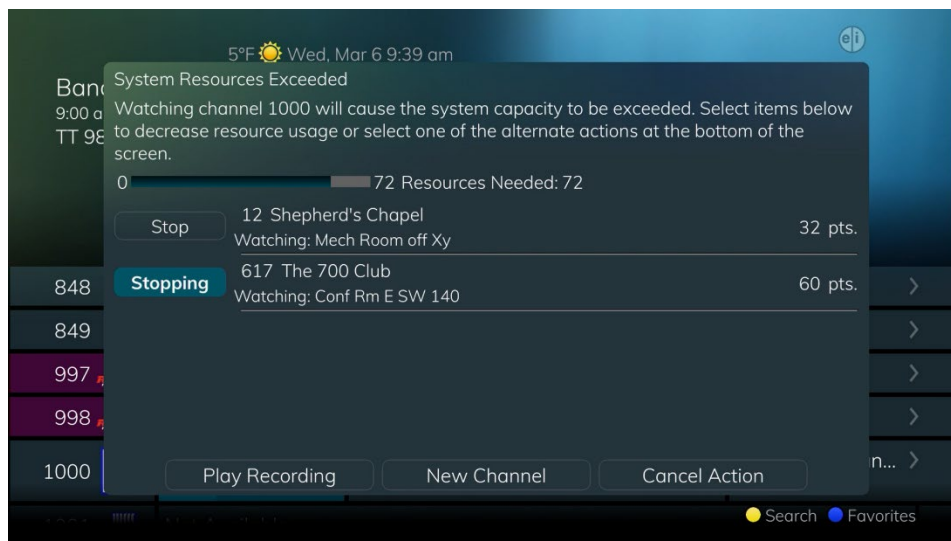 5°F Wed, Mar 6 9:39 am
ei
System Resources Exceeded
Watching channel 1000 will cause the system capacity to be exceeded. Select items below
to decrease resource usage or select one of the alternate actions at the bottom of the
screen.
9:00 a
TT 98
0 72 Resources Needed: 72
Stop
12 Shepherd's Chapel
Watching: Mech Room off Xy
32 pts.
Stopping
617 The 700 Club
Watching: Conf Rm E SW 140
60 pts.
848
849
997
998
1000
Play Recording New Channel Cancel Action
Search Favorites